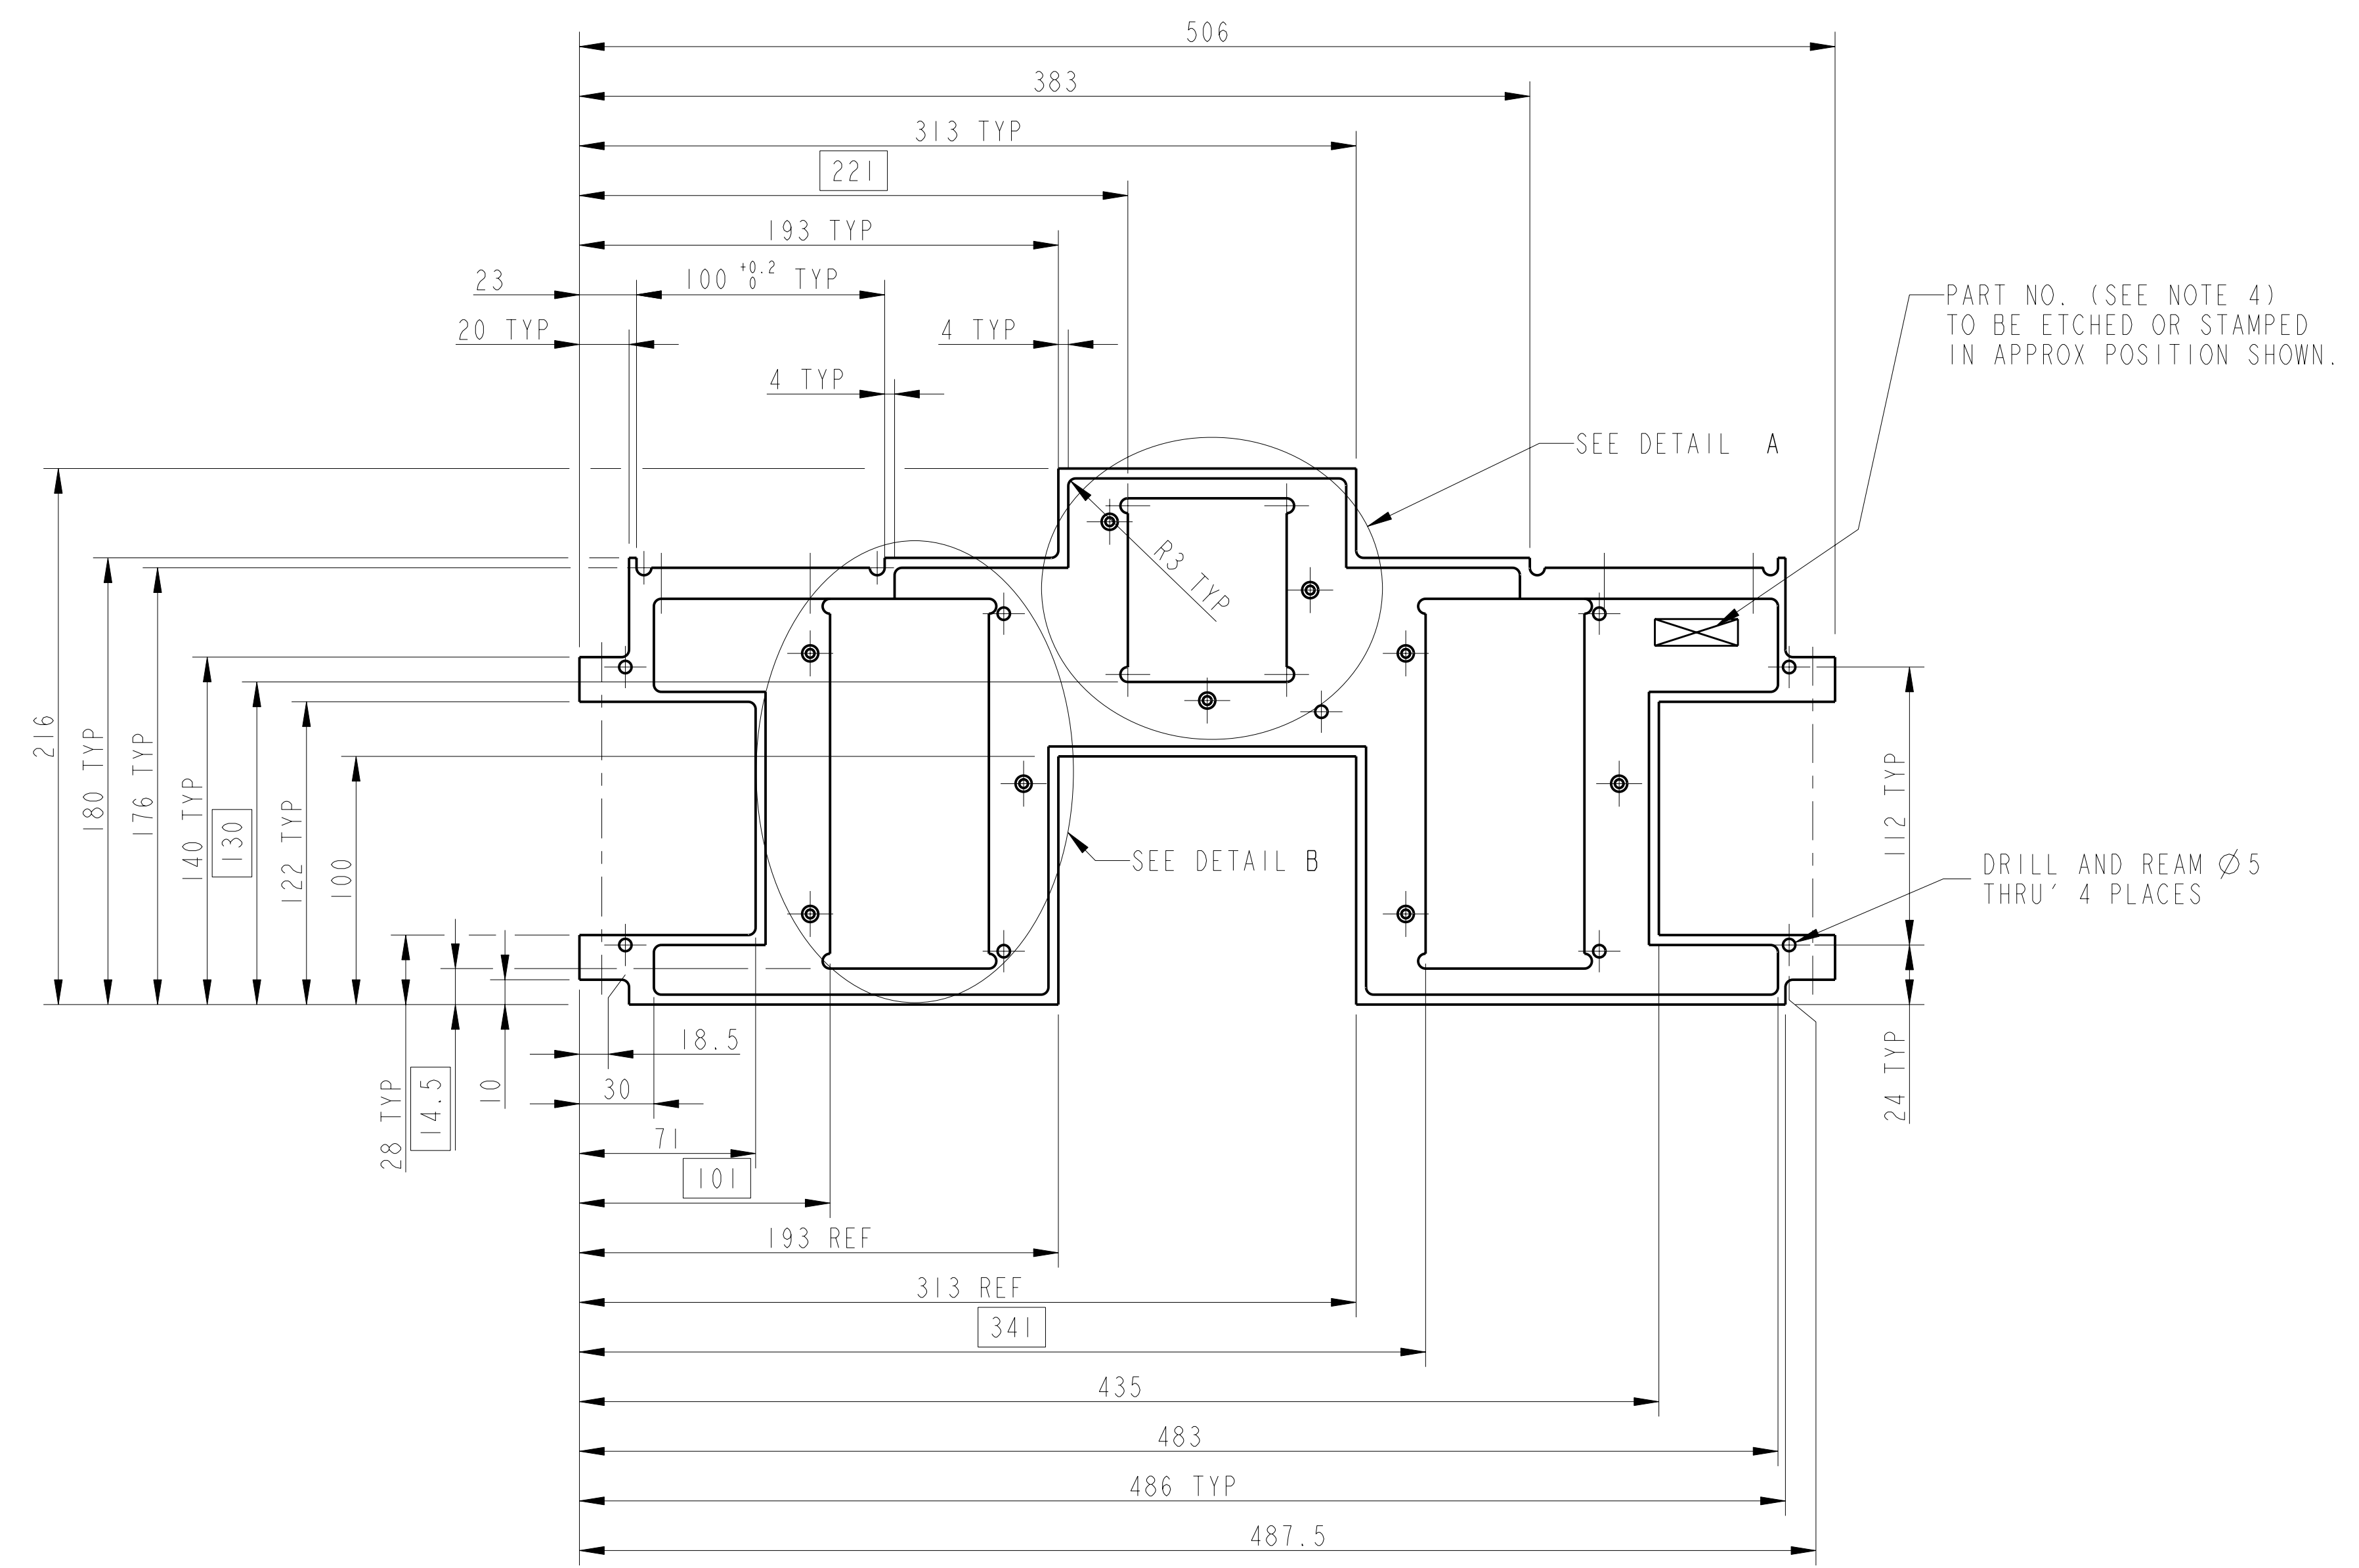 506
383
313 TYP
221
193 TYP
23
100 +0.2 0 TYP
20 TYP
4 TYP
4 TYP
PART NO. (SEE NOTE 4)
TO BE ETCHED OR STAMPED
IN APPROX POSITION SHOWN.
SEE DETAIL A
R3 TYP
216
180 TYP
176 TYP
140 TYP
130
122 TYP
100
112 TYP
SEE DETAIL B
DRILL AND REAM Ø5
THRU' 4 PLACES
28 TYP
14.5
10
18.5
30
24 TYP
71
101
193 REF
313 REF
341
435
483
486 TYP
487.5